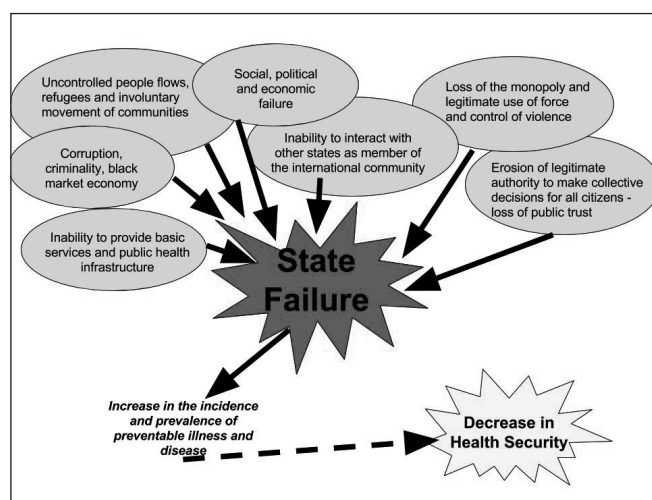 Uncontrolled people flows,
refugees and involuntary
movement of communities
Social, political
and economic
failure
Loss of the monopoly and
legitimate use of force
and control of violence
Inability to interact with
other states as member of
the international community
Corruption,
criminality, black
market economy
Erosion of legitimate
authority to make collective
decisions for all citizens -
loss of public trust
Inability to provide basic
services and public health
infrastructure
State
Failure
Increase in the incidence
and prevalence of
preventable illness and
disease
Decrease in
Health Security